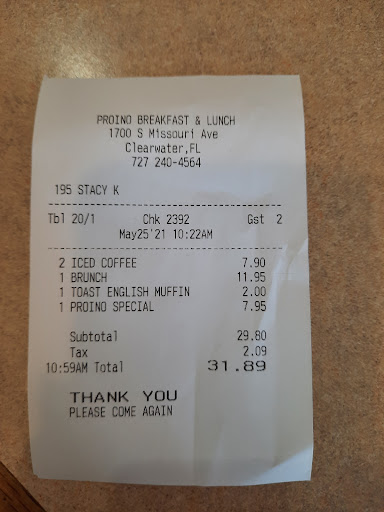 PROINO BREAKFAST & LUNCH
1700 S Missouri Ave
Clearwater,FL
727 240-4564
195 STACY K
Tbl 20/1 Chk 2392 Gst 2
May25'21 10:22AM
2 ICED COFFEE 7.90
1 BRUNCH 11.95
1 TOAST ENGLISH MUFFIN 2.00
1 PROINO SPECIAL 7.95
Subtotal 29.80
Tax 2.09
10:59AM Total 31.89
THANK YOU
PLEASE COME AGAIN